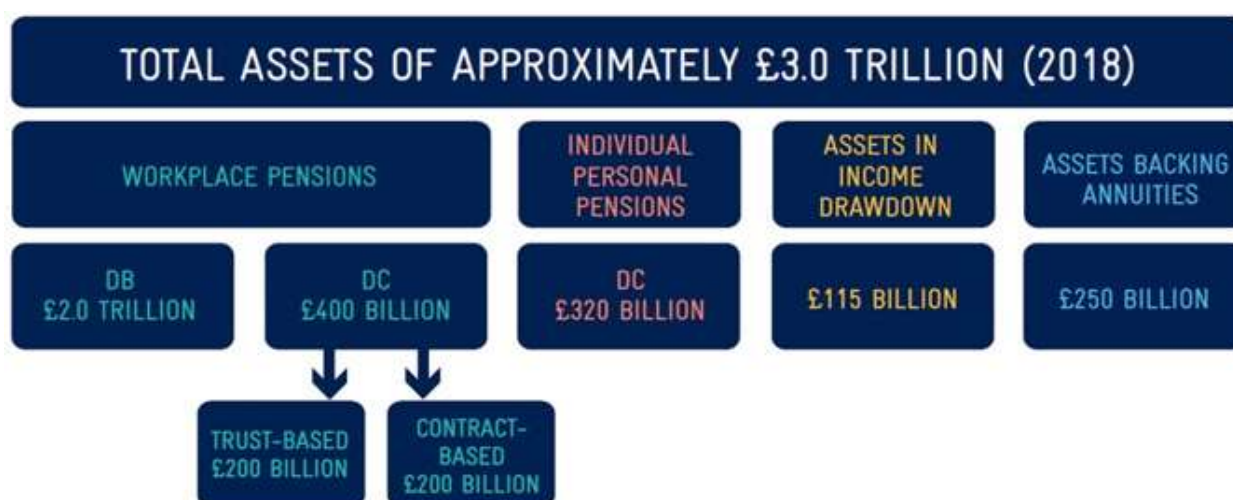 TOTAL ASSETS OF APPROXIMATELY £3.0 TRILLION (2018)
WORKPLACE PENSIONS
INDIVIDUAL
PERSONAL
PENSIONS
ASSETS IN
INCOME
DRAWDOWN
ASSETS BACKING
ANNUITIES
DB
£2.0 TRILLION
DC
£400 BILLION
DC
£320 BILLION
£115 BILLION
£250 BILLION
TRUST-BASED
£200 BILLION
CONTRACT-
BASED
£200 BILLION